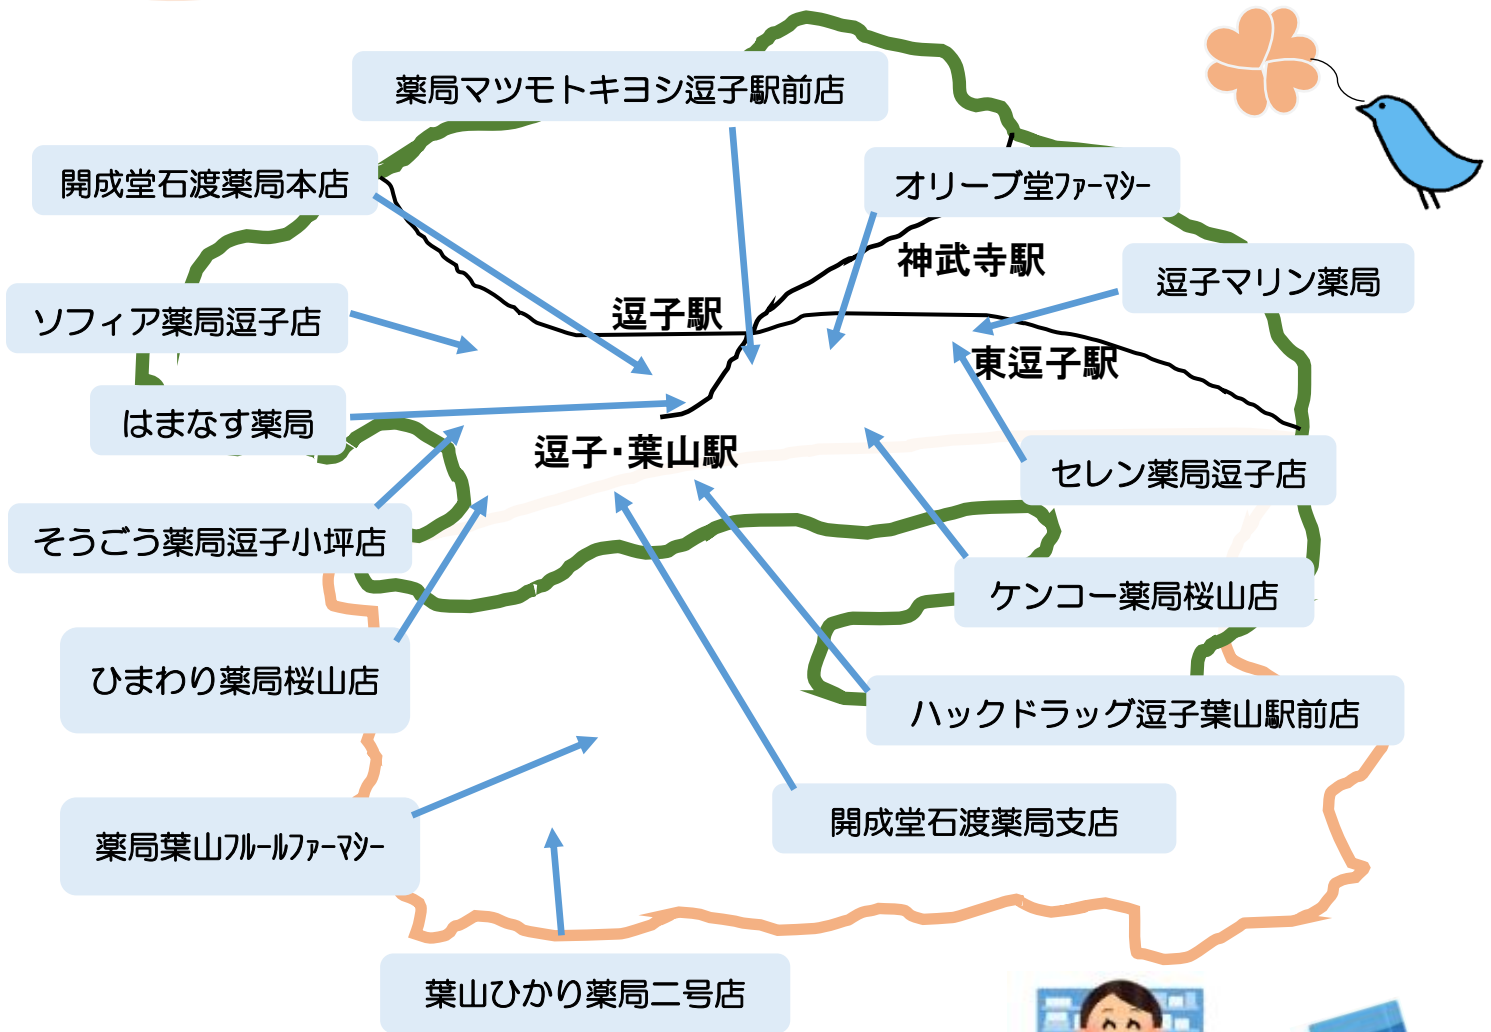 薬局マツモトキヨシ逗子駅前店
開成堂石渡薬局本店
オリーブ堂ﾌｧｰﾏｼｰ
神武寺駅
逗子マリン薬局
ソフィア薬局逗子店
逗子駅
東逗子駅
はまなす薬局
逗子・葉山駅
セレン薬局逗子店
そうごう薬局逗子小坪店
ケンコー薬局桜山店
ひまわり薬局桜山店
ハックドラッグ逗子葉山駅前店
開成堂石渡薬局支店
薬局葉山ﾌﾙｰﾙﾌｧｰﾏｼｰ
葉山ひかり薬局二号店